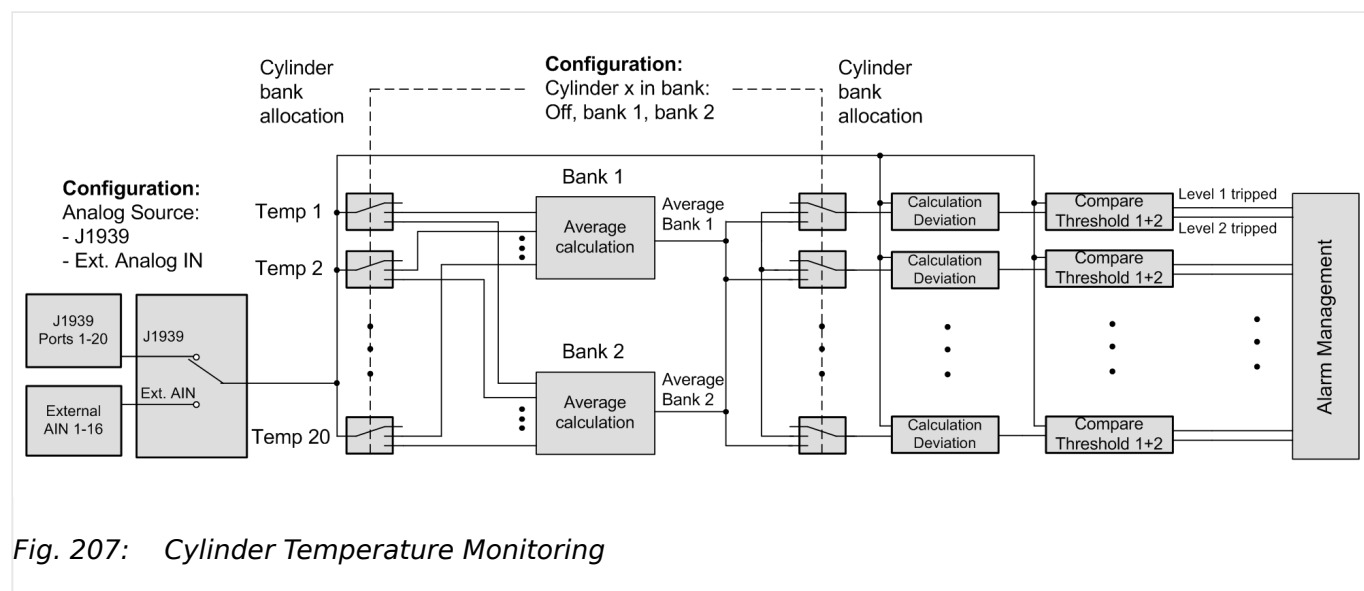 Cylinder
bank
allocation
Configuration:
Cylinder x in bank:
Off, bank 1, bank 2
Cylinder
bank
allocation
Configuration:
Analog Source:
- J1939
- Ext. Analog IN
J1939
Ports 1-20
External
AIN 1-16
J1939
Ext. AIN
Temp 1
Temp 2
Temp 20
Bank 1
Average
calculation
Average
Bank 1
Bank 2
Average
calculation
Average
Bank 2
Calculation
Deviation
Compare
Threshold 1+2
Level 1 tripped
Level 2 tripped
Calculation
Deviation
Compare
Threshold 1+2
Calculation
Deviation
Compare
Threshold 1+2
Alarm Management
Fig. 207: Cylinder Temperature Monitoring